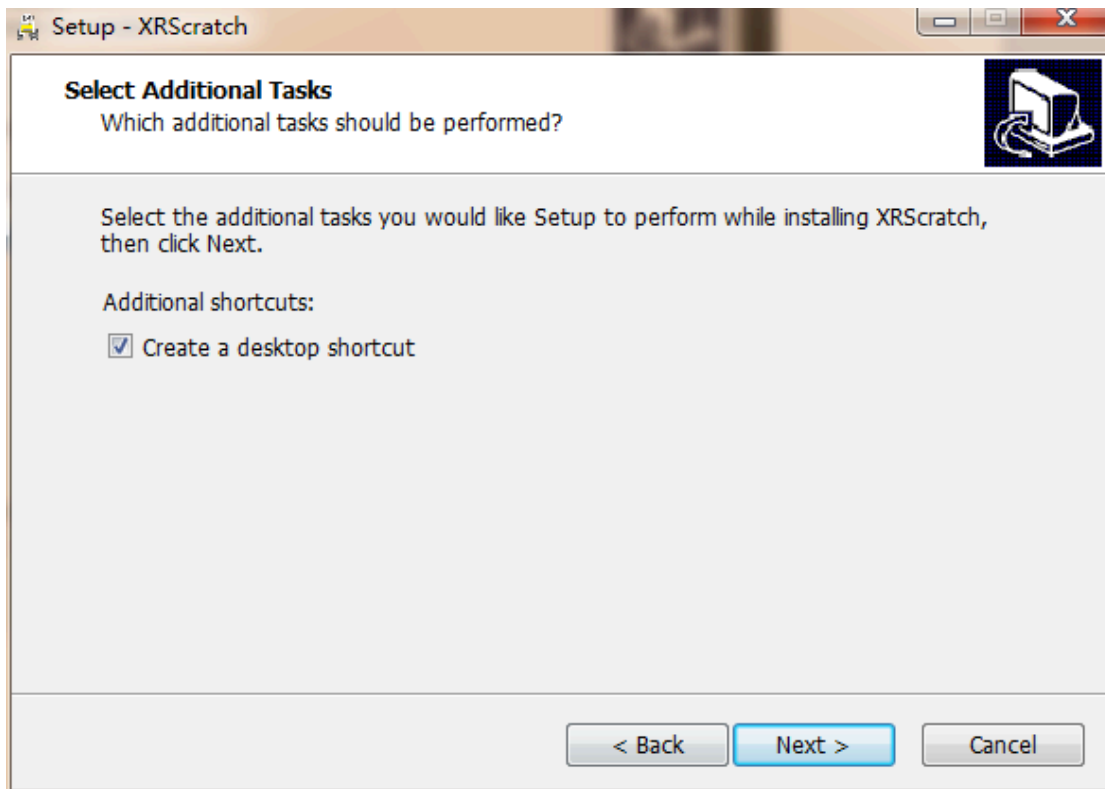 Setup - XRScratch
Select Additional Tasks
Which additional tasks should be performed?
Select the additional tasks you would like Setup to perform while installing XRScratch,
then click Next.
Additional shortcuts:
Create a desktop shortcut
< Back Next > Cancel